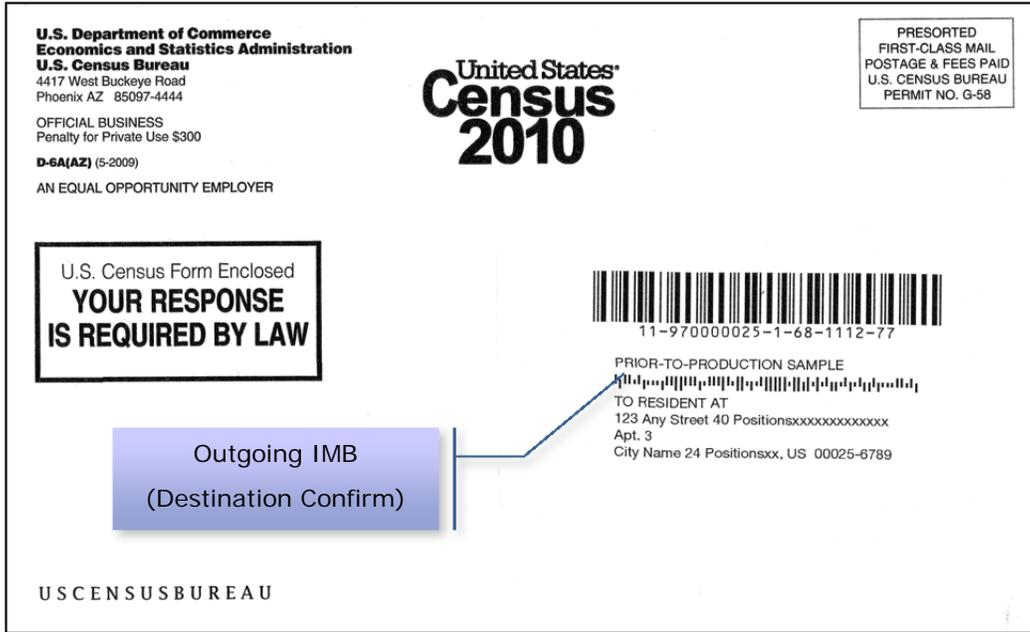 U.S. Department of Commerce
Economics and Statistics Administration
U.S. Census Bureau
4417 West Buckeye Road
Phoenix AZ 85097-4444
OFFICIAL BUSINESS
Penalty for Private Use $300
D-6A(AZ) (5-2009)
AN EQUAL OPPORTUNITY EMPLOYER
United States
Census
2010
PRESORTED
FIRST-CLASS MAIL
POSTAGE & FEES PAID
U.S. CENSUS BUREAU
PERMIT NO. G-58
U.S. Census Form Enclosed
YOUR RESPONSE
IS REQUIRED BY LAW
11-970000025-1-68-1112-77
PRIOR-TO-PRODUCTION SAMPLE
TO RESIDENT AT
123 Any Street 40 Positionsxxxxxxxxxxxxx
Apt. 3
City Name 24 Positionsxx, US 00025-6789
Outgoing IMB
(Destination Confirm)
USCENSUSBUREAU